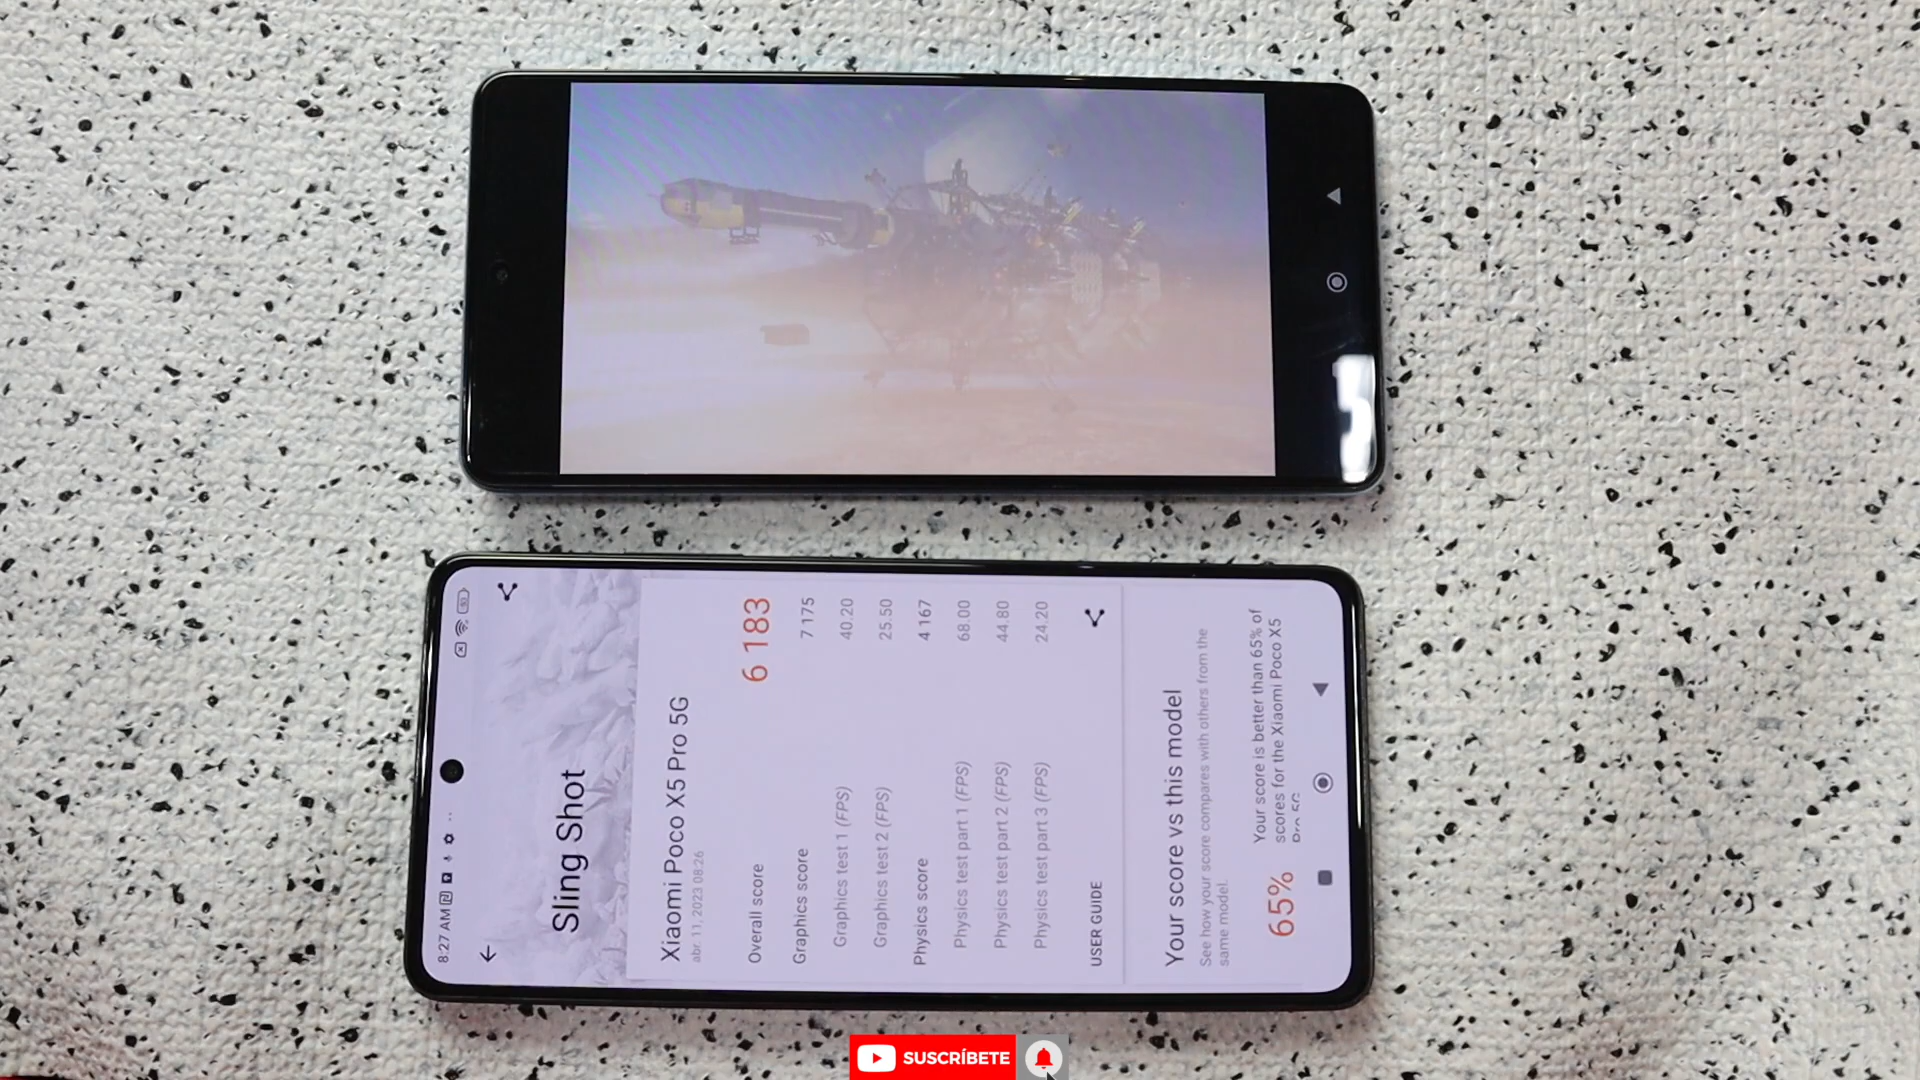 8:27 AM
Sling Shot
Xiaomi Poco X5 Pro 5G
abr. 11, 2023 08:26
Overall score 6 183
Graphics score 7 175
Graphics test 1 (FPS) 40.20
Graphics test 2 (FPS) 25.50
Physics score 4 167
Physics test part 1 (FPS) 68.00
Physics test part 2 (FPS) 44.80
Physics test part 3 (FPS) 24.20
USER GUIDE
Your score vs this model
See how your score compares with others from the
same model.
65%
Your score is better than 65% of
scores for the Xiaomi Poco X5
Pro 5G
SUSCRÍBETE